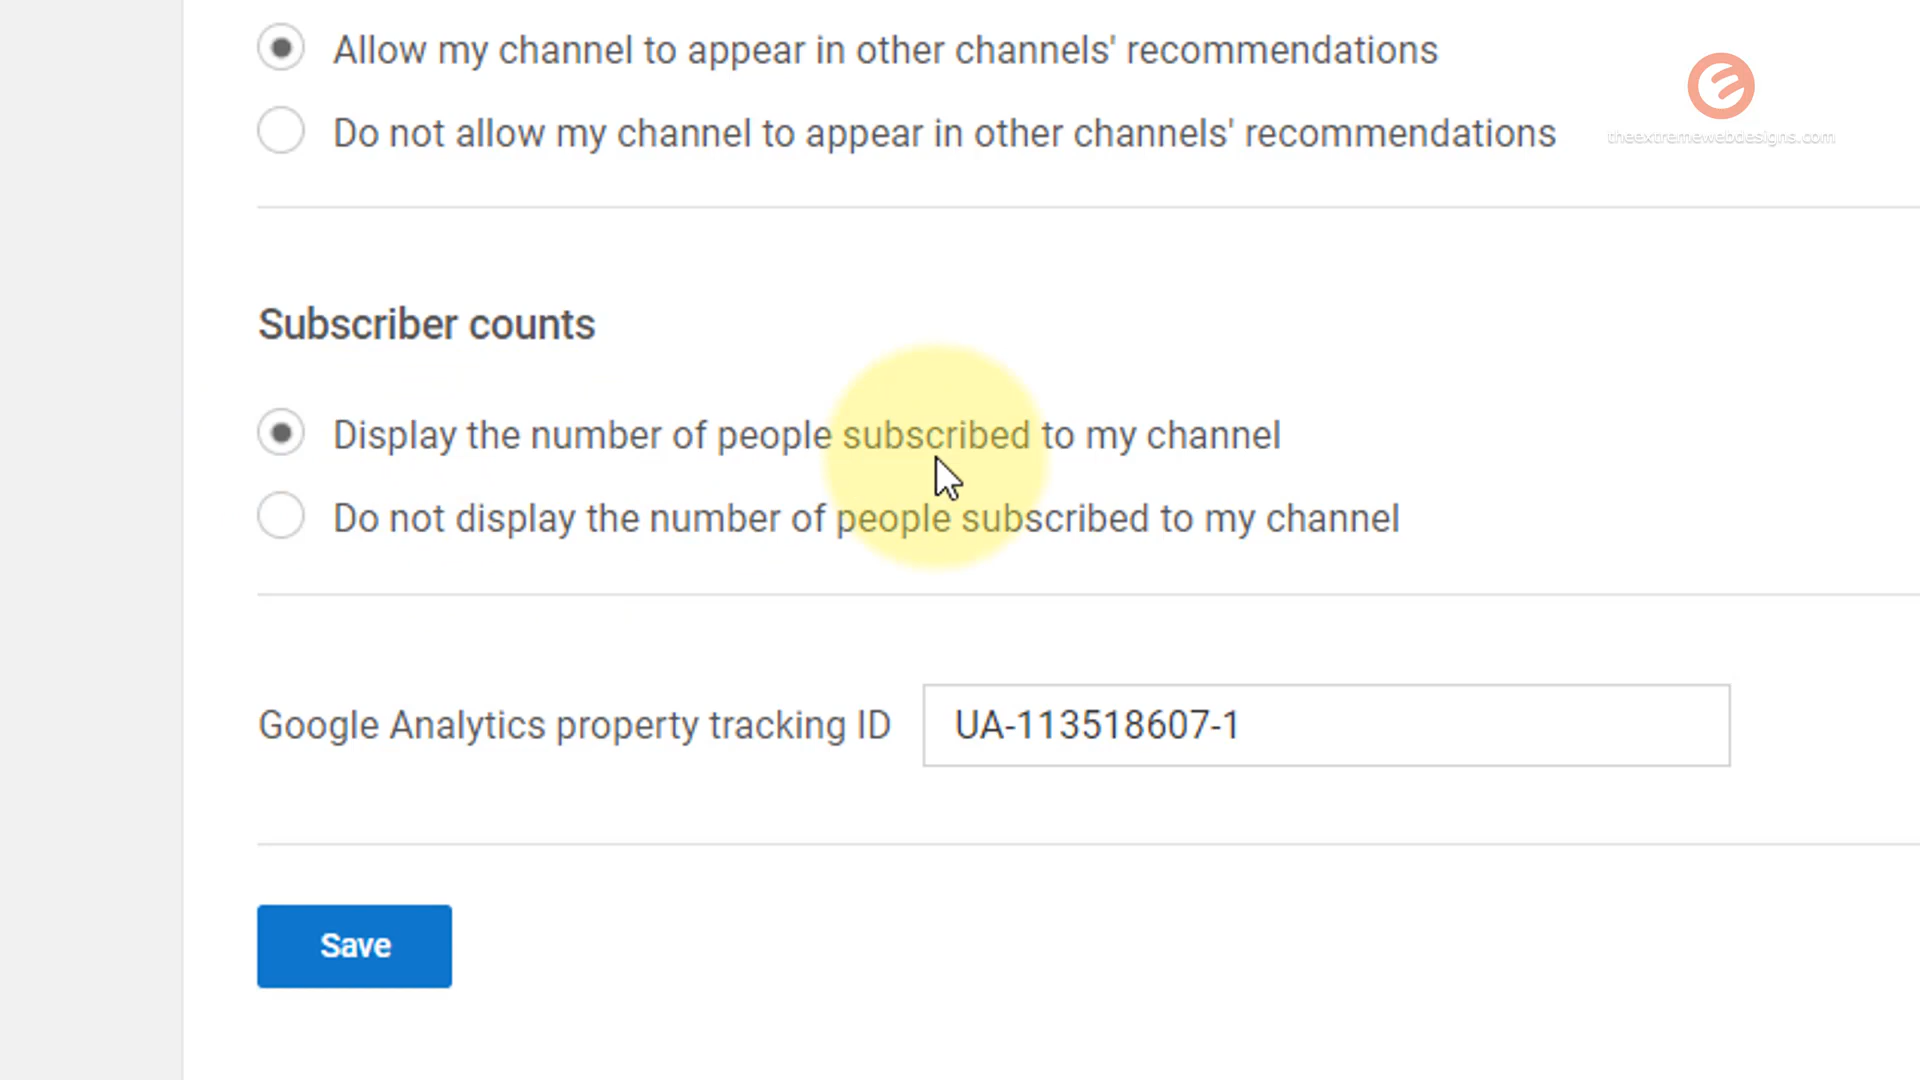 Allow my channel to appear in other channels' recommendations
Do not allow my channel to appear in other channels' recommendations
theextremewebdesigns.com
Subscriber counts
Display the number of people subscribed to my channel
Do not display the number of people subscribed to my channel
Google Analytics property tracking ID UA-113518607-1
Save